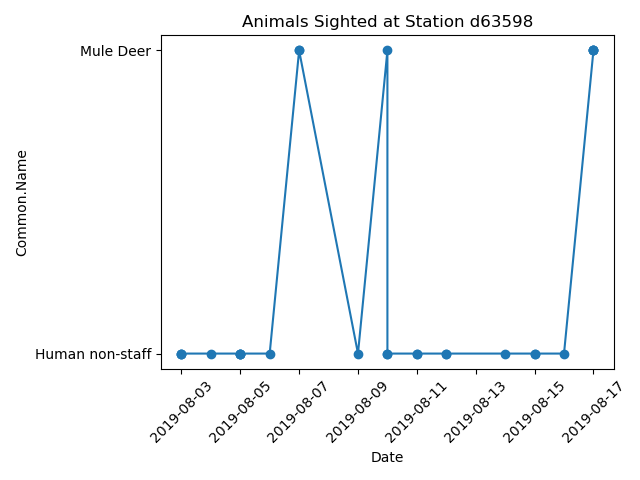 Animals Sighted at Station d63598
Common.Name
Mule Deer
Human non-staff
2019-08-03
2019-08-05
2019-08-07
2019-08-09
2019-08-11
2019-08-13
2019-08-15
2019-08-17
Date